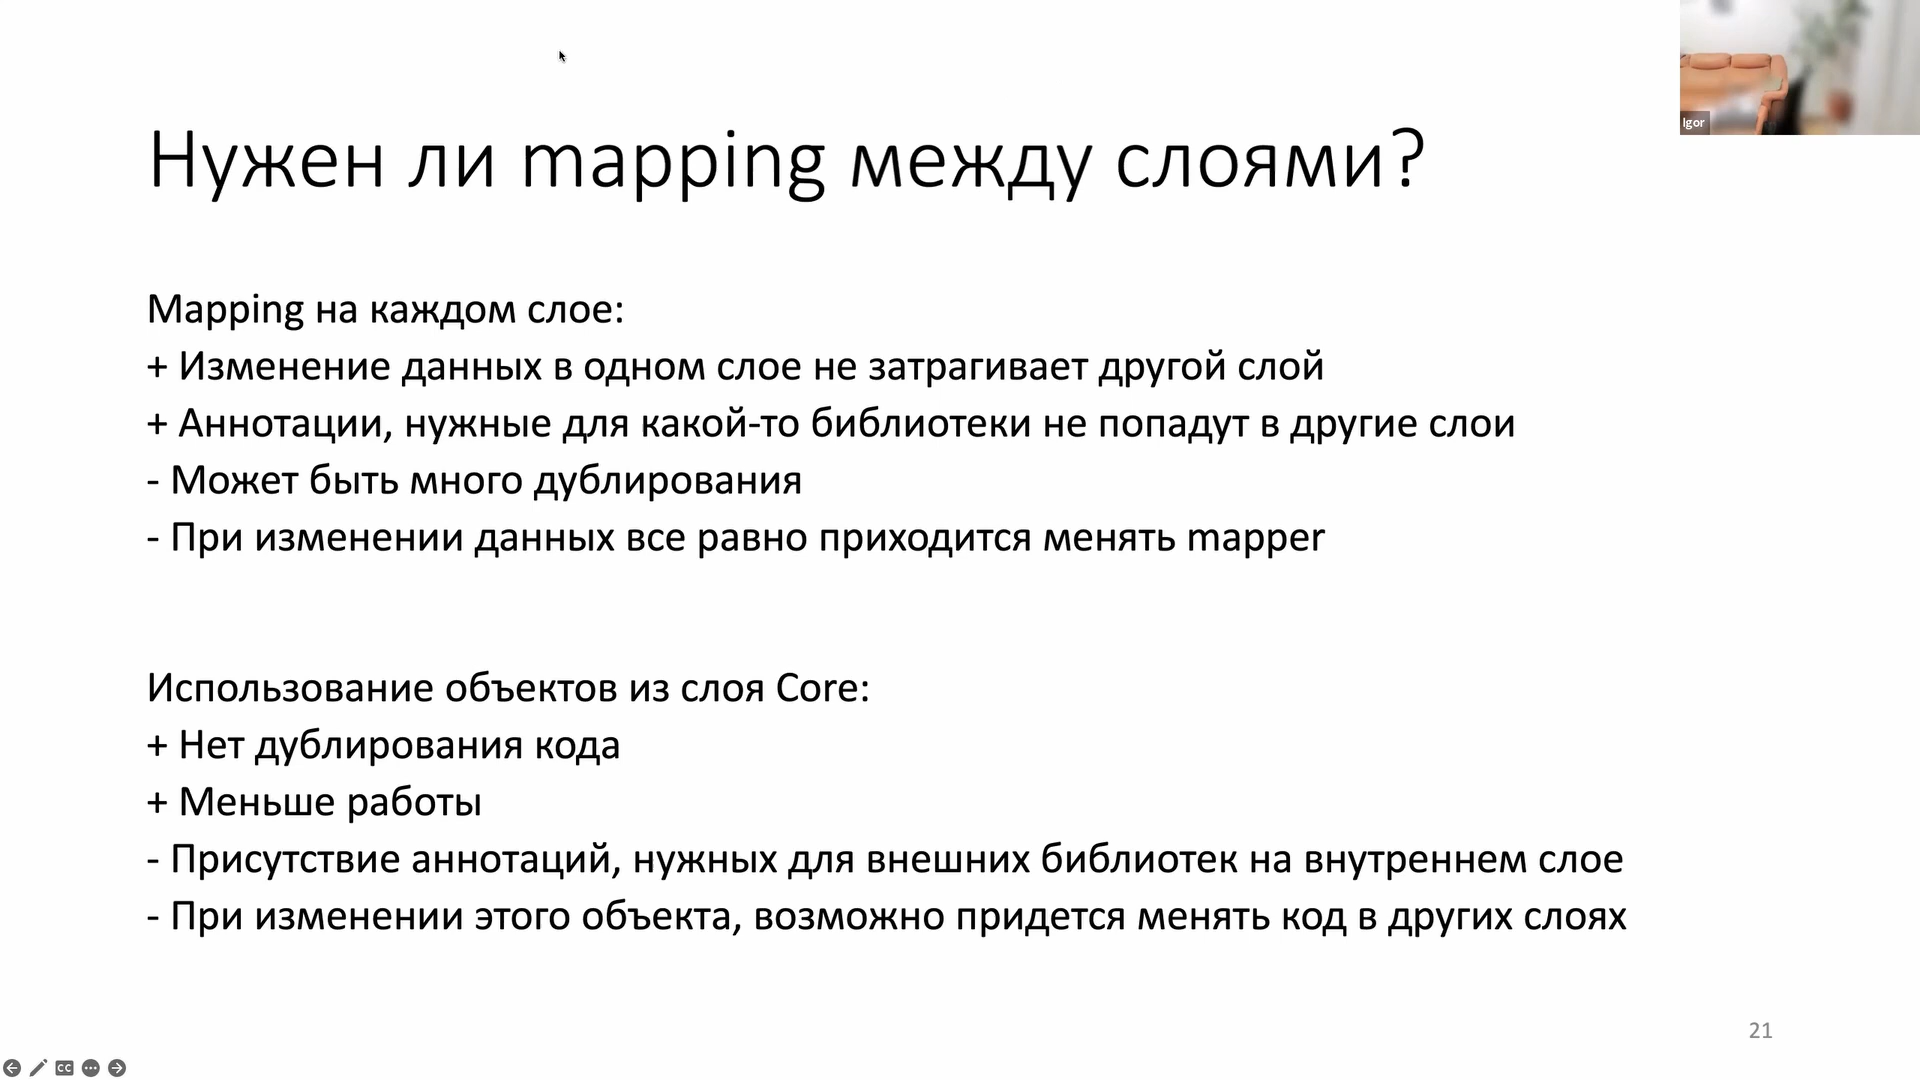 Igor
Нужен ли mapping между слоями?
Mapping на каждом слое:
+ Изменение данных в одном слое не затрагивает другой слой
+ Аннотации, нужные для какой-то библиотеки не попадут в другие слои
- Может быть много дублирования
- При изменении данных все равно приходится менять mapper
Использование объектов из слоя Core:
+ Нет дублирования кода
+ Меньше работы
- Присутствие аннотаций, нужных для внешних библиотек на внутреннем слое
- При изменении этого объекта, возможно придется менять код в других слоях
21
CC